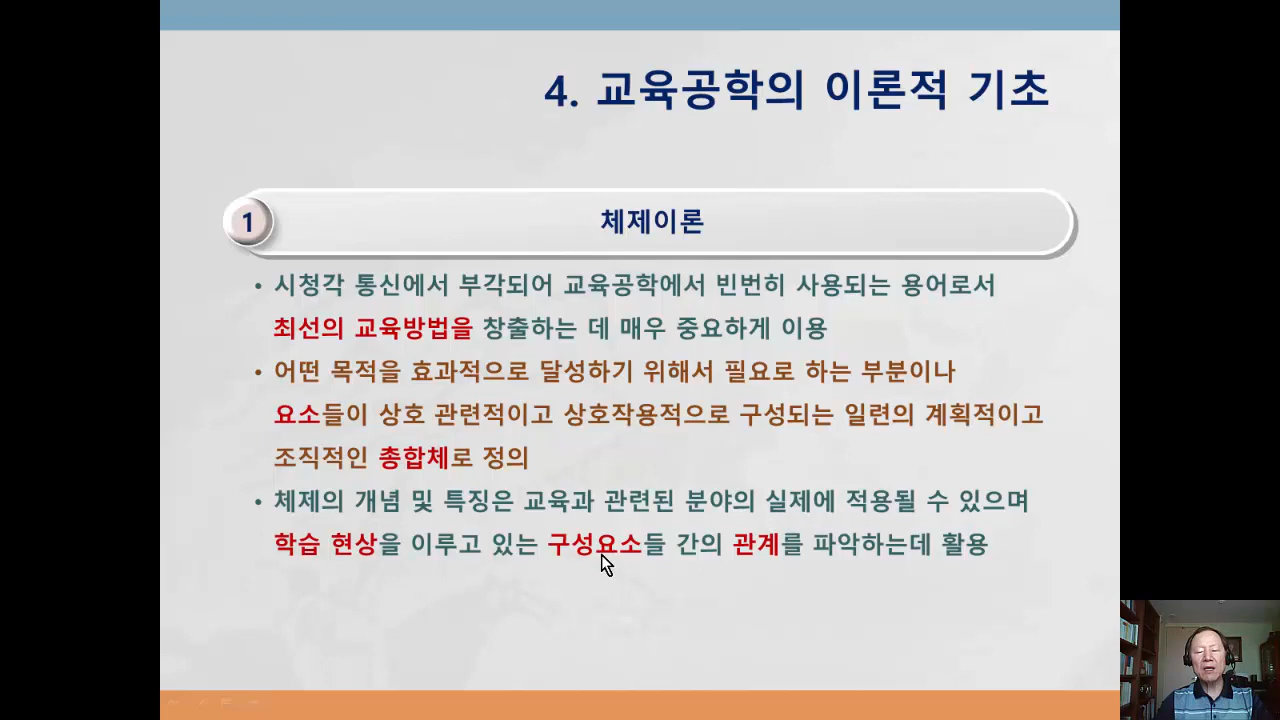 4. 교육공학의 이론적 기초
1 체제이론
• 시청각 통신에서 부각되어 교육공학에서 빈번히 사용되는 용어로서
최선의 교육방법을 창출하는 데 매우 중요하게 이용
• 어떤 목적을 효과적으로 달성하기 위해서 필요로 하는 부분이나
요소들이 상호 관련적이고 상호작용적으로 구성되는 일련의 계획적이고
조직적인 총합체로 정의
• 체제의 개념 및 특징은 교육과 관련된 분야의 실제에 적용될 수 있으며
학습 현상을 이루고 있는 구성요소들 간의 관계를 파악하는데 활용